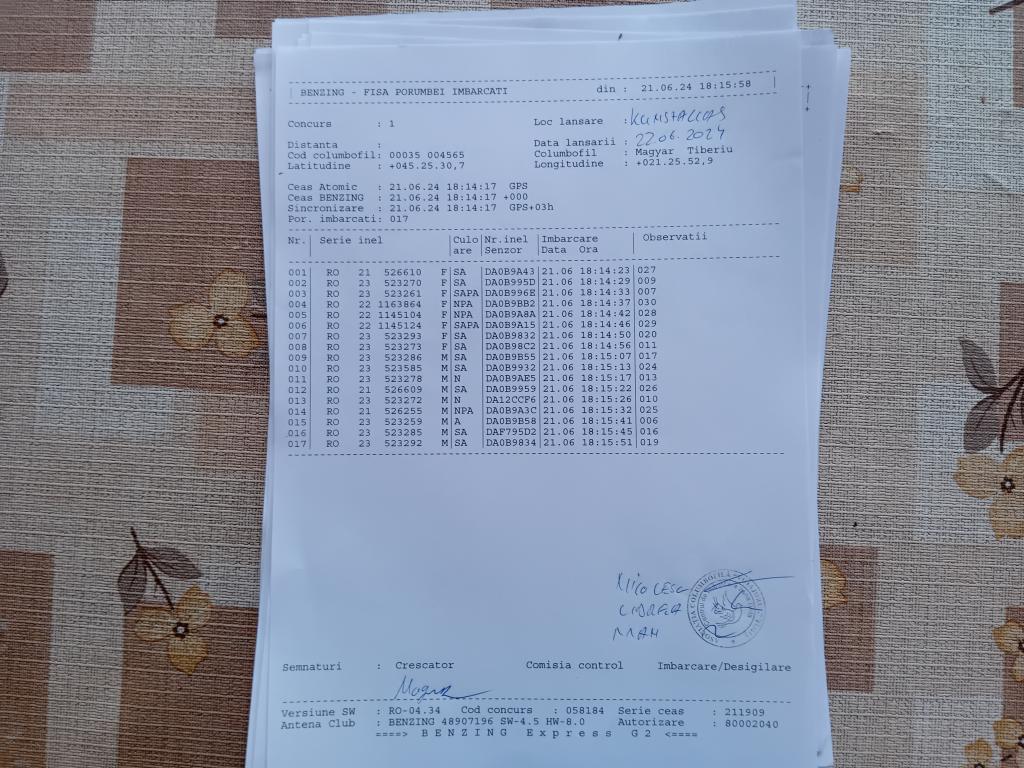 BENZING - FISA PORUMBEI IMBARCATI din : 21.06.24 18:15:58
Concurs : 1 Loc lansare :
Distanta : Data lansarii : 22.06.2024
Cod columbofil: 00035 004565 Columbofil : Magyar Tiberiu
Latitudine : +045.25.30,7 Longitudine : +021.25.52,9
Ceas Atomic : 21.06.24 18:14:17 GPS
Ceas BENZING : 21.06.24 18:14:17 +000
Sincronizare : 21.06.24 18:14:17 GPS+03h
Por. imbarcati: 017
Nr. Serie inel Culo Nr.inel Imbarcare Observatii
are Senzor Data Ora
001 RO 21 526610 F SA DA0B9A43 21.06 18:14:23 027
002 RO 23 523270 F SA DA0B995D 21.06 18:14:29 009
003 RO 23 523261 F SAPA DA0B996E 21.06 18:14:33 007
004 RO 22 1163864 F NPA DA0B9BB2 21.06 18:14:37 030
005 RO 22 1145104 F NPA DA0B9A8A 21.06 18:14:42 028
006 RO 22 1145124 F SAPA DA0B9A15 21.06 18:14:46 029
007 RO 23 523293 F SA DA0B9832 21.06 18:14:50 020
008 RO 23 523273 F SA DA0B98C2 21.06 18:14:56 011
009 RO 23 523286 M SA DA0B9B55 21.06 18:15:07 017
010 RO 23 523585 M SA DA0B9932 21.06 18:15:13 024
011 RO 23 523278 M N DA0B9AE5 21.06 18:15:17 013
012 RO 21 526609 M SA DA0B9959 21.06 18:15:22 026
013 RO 23 523272 M N DA12CCF6 21.06 18:15:26 010
014 RO 21 526255 M NPA DA0B9A3C 21.06 18:15:32 025
015 RO 23 523259 M A DA0B9B58 21.06 18:15:41 006
016 RO 23 523285 M SA DAF795D2 21.06 18:15:45 016
017 RO 23 523292 M SA DA0B9834 21.06 18:15:51 019
Semnaturi : Crescator Comisia control Imbarcare/Desigilare
Versiune SW : RO-04.34 Cod concurs : 058184 Serie ceas : 211909
Antena Club : BENZING 48907196 SW-4.5 HW-8.0 Autorizare : 80002040
====> B E N Z I N G E x p r e s s G 2 <====